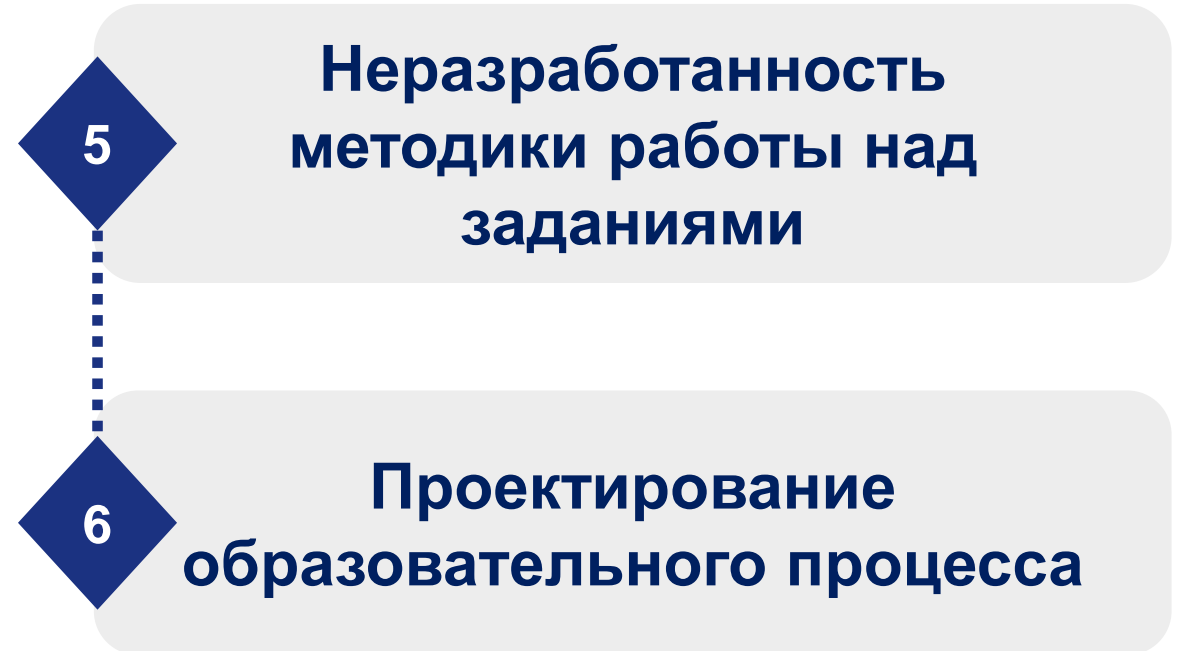 5
Неразработанность
методики работы над
заданиями
6
Проектирование
образовательного процесса